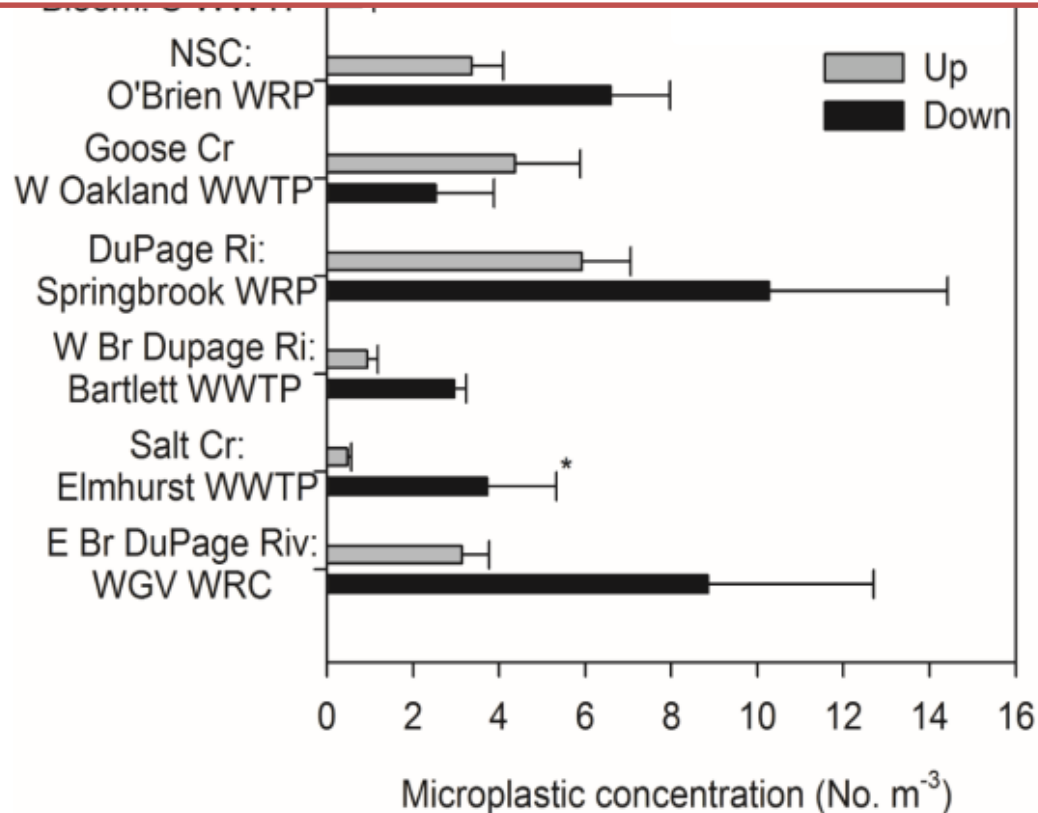 NSC:
O'Brien WRP
Goose Cr
W Oakland WWTP
DuPage Ri:
Springbrook WRP
W Br Dupage Ri:
Bartlett WWTP
Salt Cr:
Elmhurst WWTP
*
E Br DuPage Riv:
WGV WRC
Up
Down
0 2 4 6 8 10 12 14 16
Microplastic concentration (No. m⁻³)